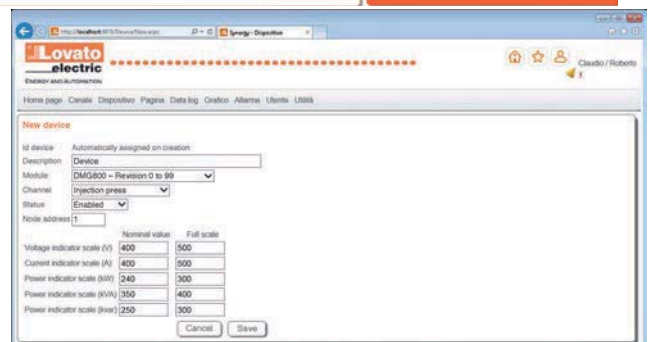 Synergy - Dispositivo
Lovato
electric
ENERGY AND AUTOMATION
Claudio / Roberto
Home page Canale Dispositivo Pagina Data log Grafico Allarme Utente Utilità
New device
Id device Automatically assigned on creation
Description Device
Module DMG800 – Revision 0 to 99
Channel Injection press
Status Enabled
Node address 1
Nominal value Full scale
Voltage indicator scale (V) 400 500
Current indicator scale (A) 400 500
Power indicator scale (kW) 240 300
Power indicator scale (kVA) 350 400
Power indicator scale (kvar) 250 300
Cancel Save